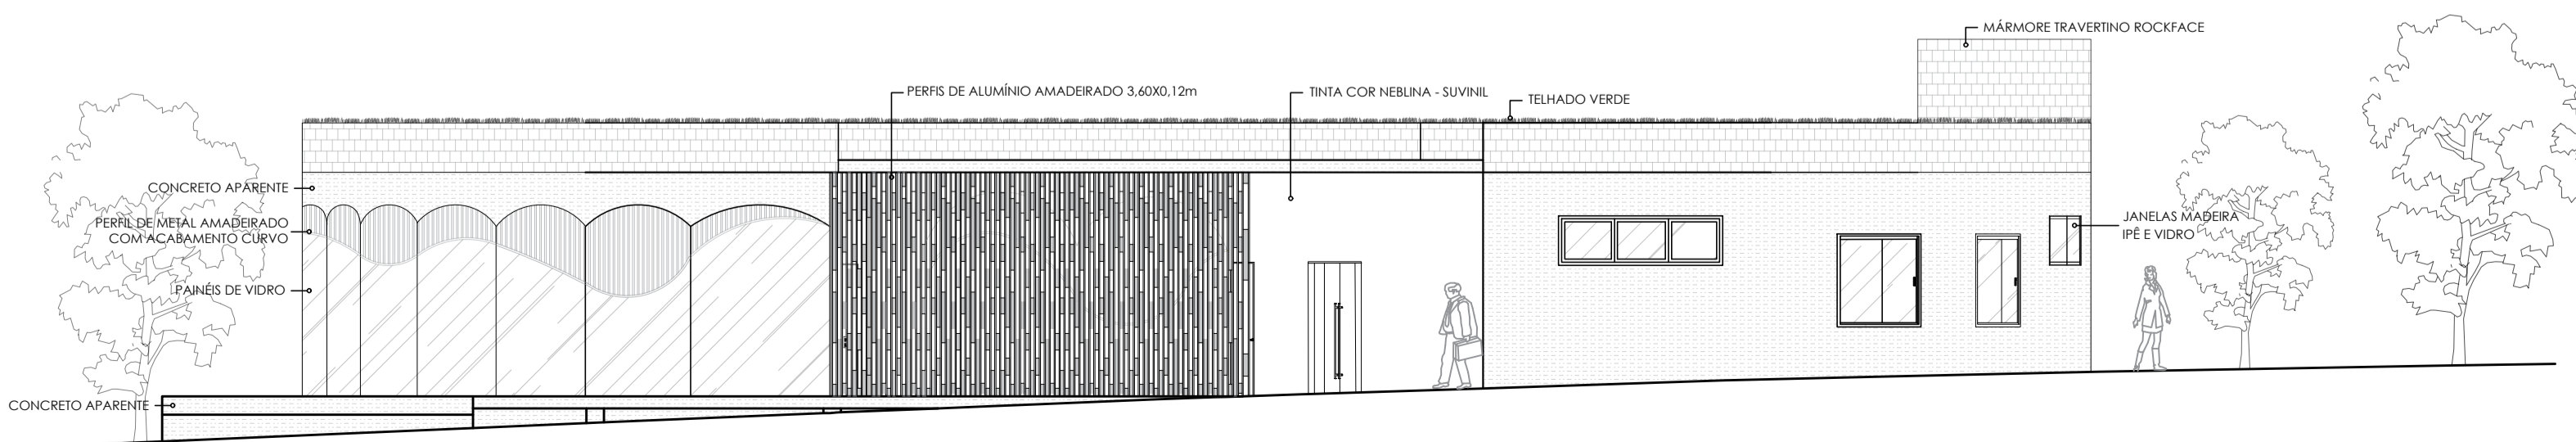 MÁRMORE TRAVERTINO ROCKFACE
PERFIS DE ALUMÍNIO AMADEIRADO 3,60X0,12m
TINTA COR NEBLINA - SUVINIL
TELHADO VERDE
CONCRETO APARENTE
PERFIL DE METAL AMADEIRADO
COM ACABAMENTO CURVO
JANELAS MADEIRA
IPÊ E VIDRO
PAINÉIS DE VIDRO
CONCRETO APARENTE